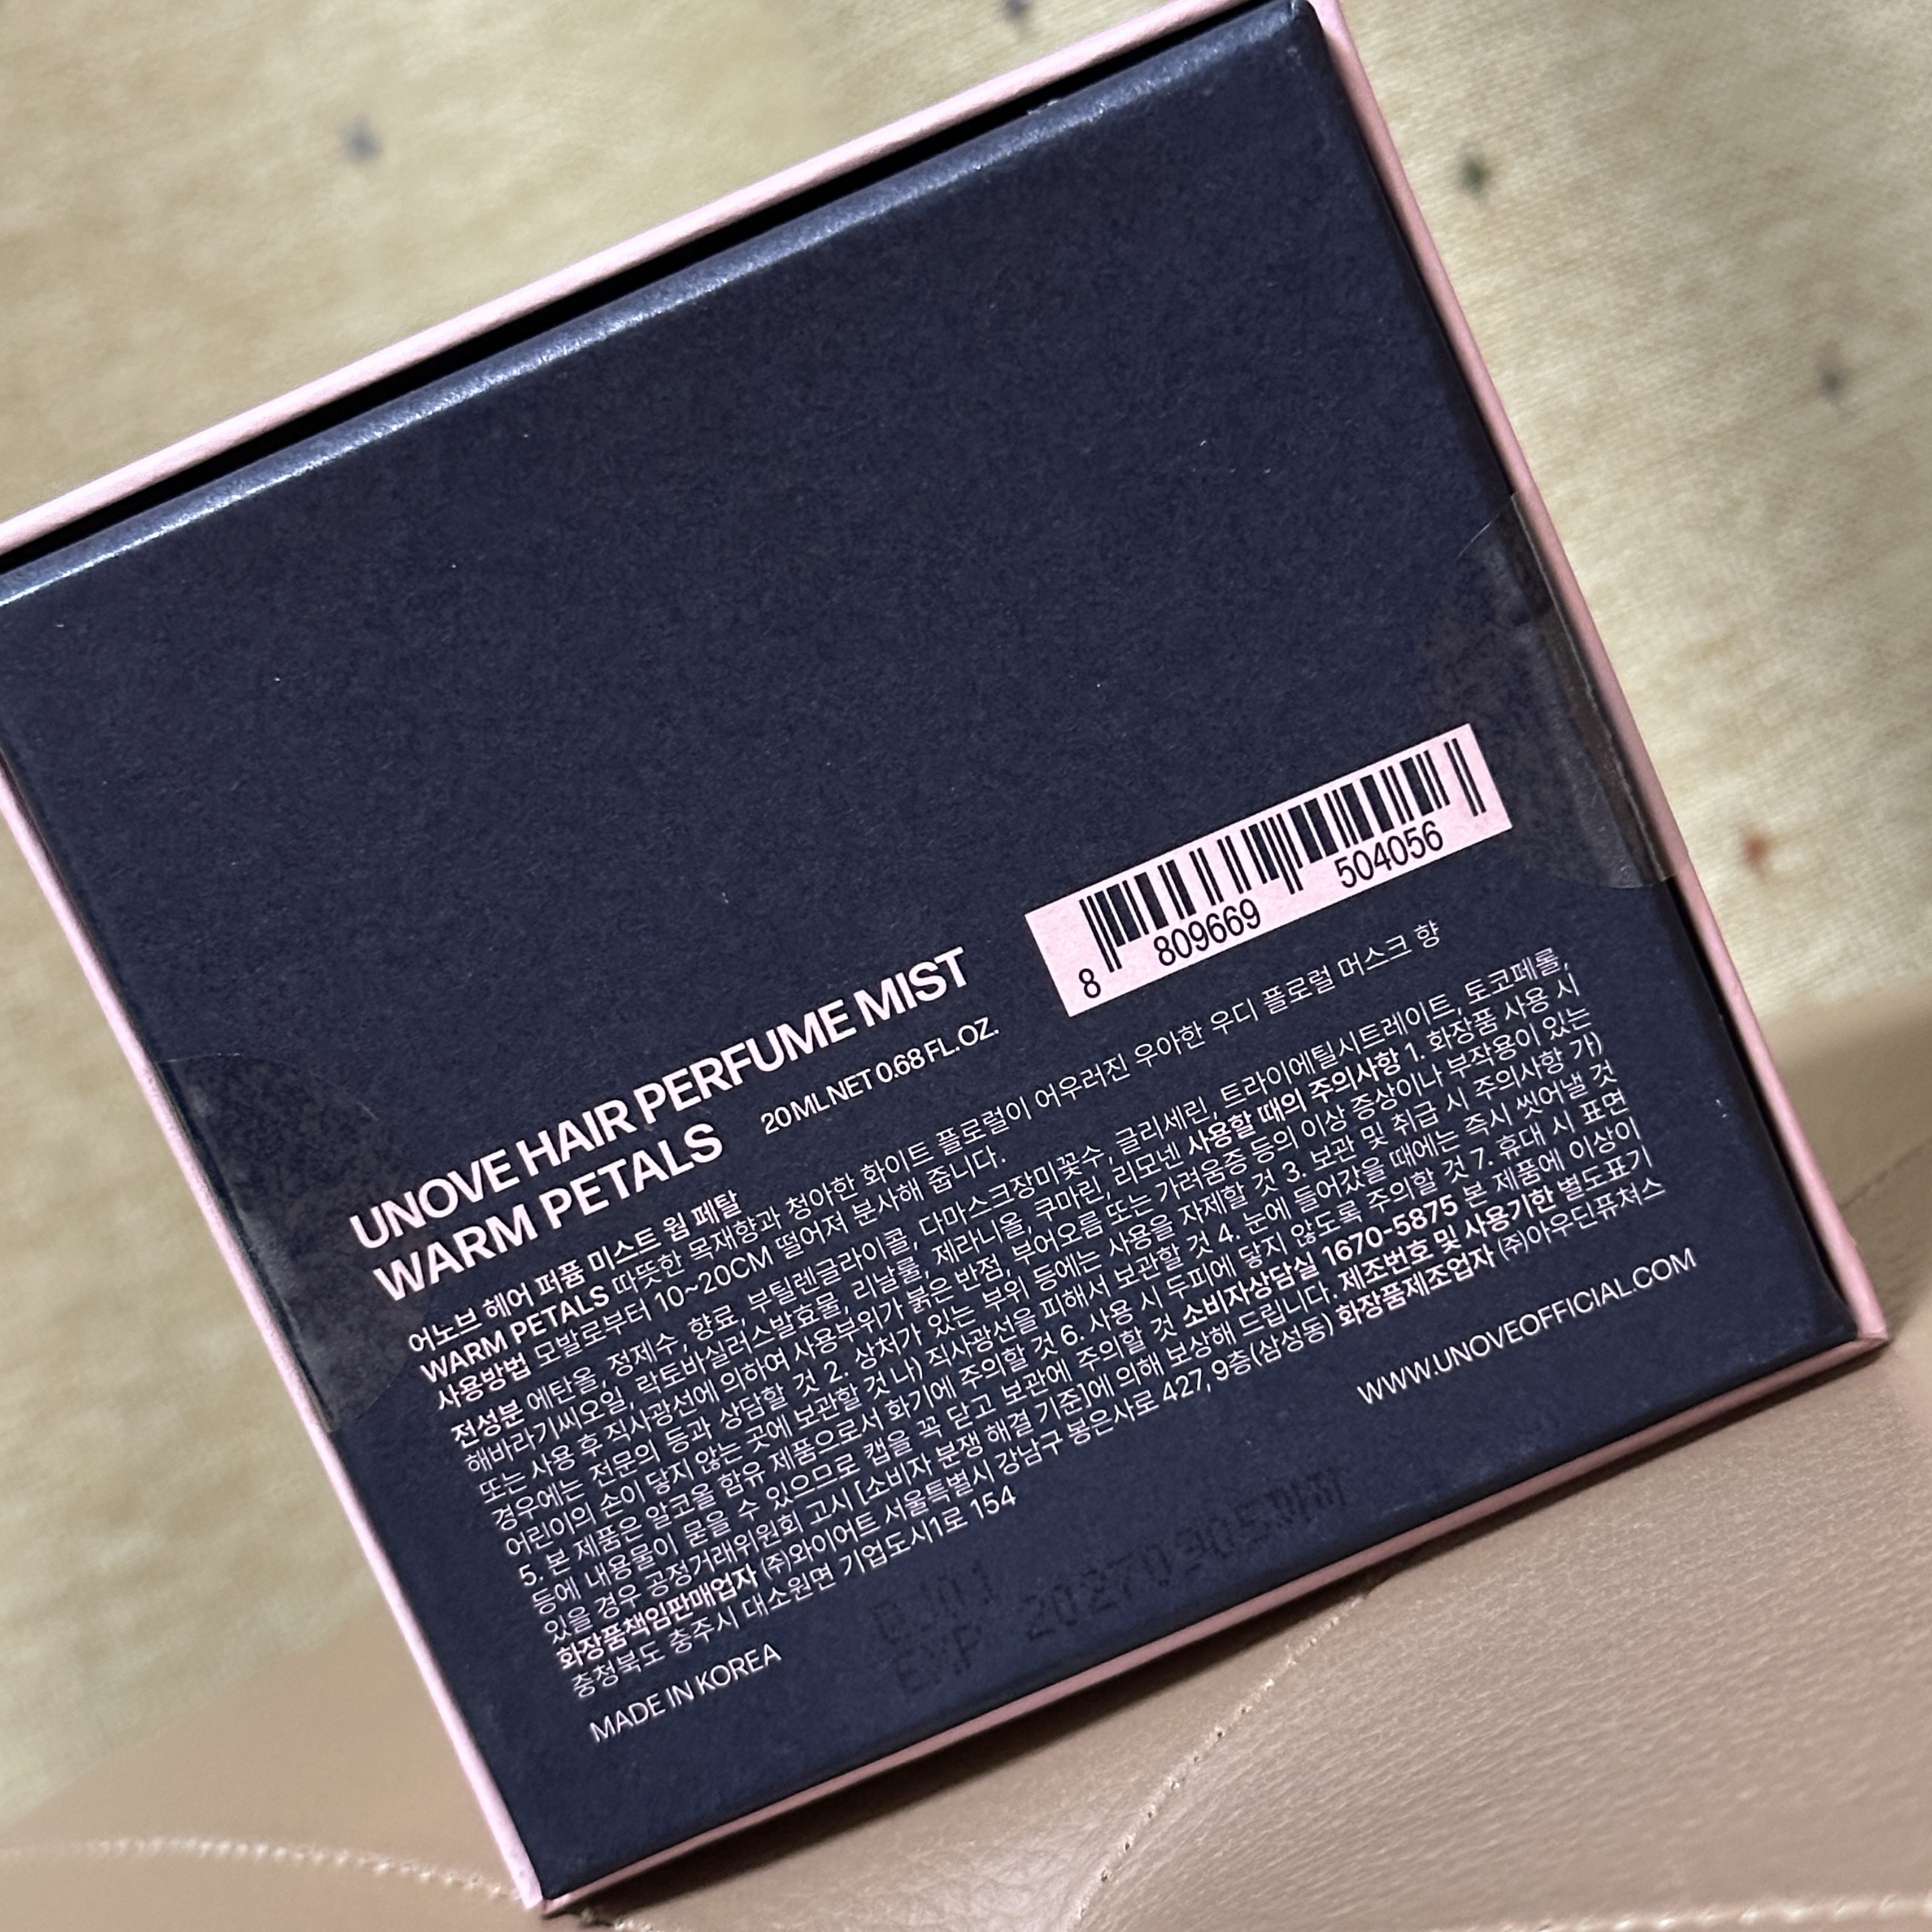 UNOVE HAIR PERFUME MIST
WARM PETALS 20 ML NET 0.68 FL. OZ.
8 809669 504056
어노브 헤어 퍼퓸 미스트 웜 페탈
WARM PETALS 따뜻한 목재향과 청아한 화이트 플로럴이 어우러진 우아한 우디 플로럴 머스크 향
사용방법 모발로부터 10~20CM 떨어져 분사해 줍니다.
전성분 에탄올, 정제수, 향료, 부틸렌글라이콜, 다마스크장미꽃수, 글리세린, 트라이에틸시트레이트, 토코페롤,
해바라기씨오일, 락토바실러스발효물, 리날룰, 제라니올, 쿠마린, 리모넨 사용할 때의 주의사항 1. 화장품 사용 시
또는 사용 후 직사광선에 의하여 사용부위가 붉은 반점, 부어오름 또는 가려움증 등의 이상 증상이나 부작용이 있는
경우에는 전문의 등과 상담할 것 2. 상처가 있는 부위 등에는 사용을 자제할 것 3. 보관 및 취급 시 주의사항 가)
어린이의 손이 닿지 않는 곳에 보관할 것 나) 직사광선을 피해서 보관할 것 4. 눈에 들어갔을 때에는 즉시 씻어낼 것
5. 본 제품은 알코올 함유 제품으로서 화기에 주의할 것 6. 사용 시 두피에 닿지 않도록 주의할 것 7. 휴대 시 표면
등에 내용물이 묻을 수 있으므로 캡을 꼭 닫고 보관에 주의할 것 소비자상담실 1670-5875 본 제품에 이상이
있을 경우 공정거래위원회 고시 [소비자 분쟁 해결 기준]에 의해 보상해 드립니다. 제조번호 및 사용기한 별도표기
화장품책임판매업자 ㈜와이어트 서울특별시 강남구 봉은사로 427, 9층(삼성동) 화장품제조업자 ㈜아우딘퓨쳐스
충청북도 충주시 대소원면 기업도시1로 154
MADE IN KOREA
WWW.UNOVEOFFICIAL.COM
EXP